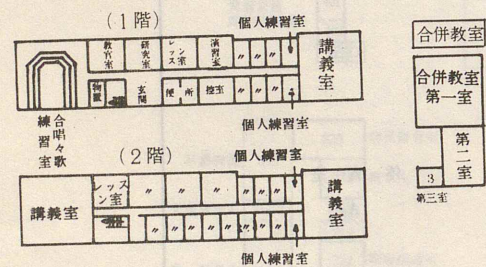 (1階)
個人練習室
教官室
研究室
レッスン室
演習室
〃
〃
〃
講義室
物置
玄関
便所
控室
〃
〃
〃
合唱々歌
練習室
個人練習室
(2階)
個人練習室
講義室
レッスン室
〃
〃
〃
〃
〃
〃
講義室
〃
〃
〃
〃
〃
〃
〃
個人練習室
合併教室
合併教室
第一室
第二室
3
第三室